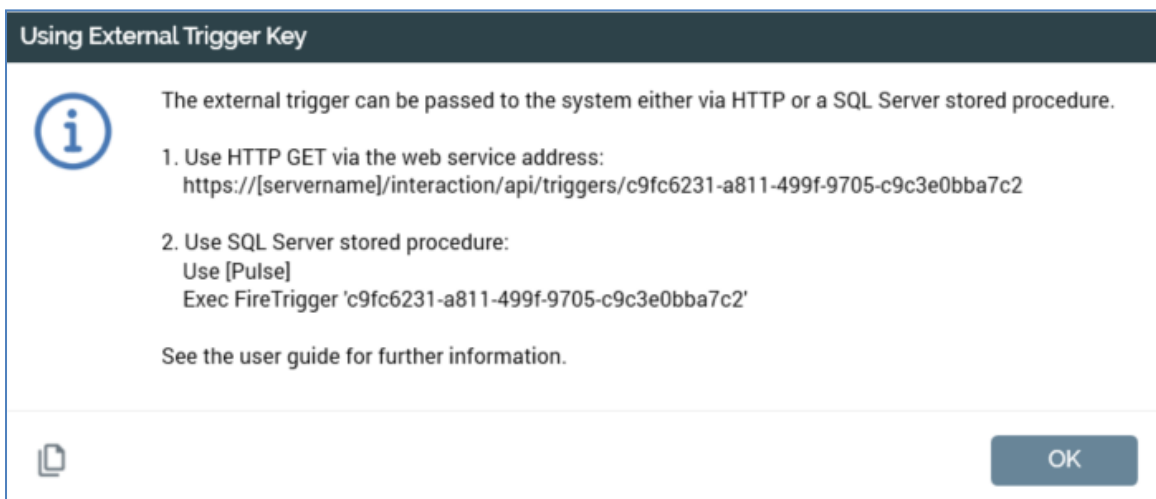 Using External Trigger Key
The external trigger can be passed to the system either via HTTP or a SQL Server stored procedure.
1. Use HTTP GET via the web service address:
https://[servername]/interaction/api/triggers/c9fc6231-a811-499f-9705-c9c3e0bba7c2
2. Use SQL Server stored procedure:
Use [Pulse]
Exec FireTrigger 'c9fc6231-a811-499f-9705-c9c3e0bba7c2'
See the user guide for further information.
OK